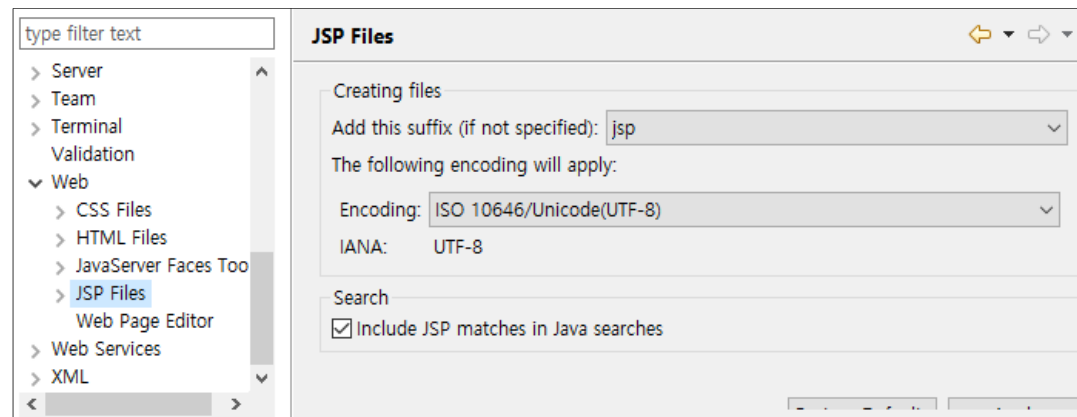 type filter text
Server
Team
Terminal
Validation
Web
CSS Files
HTML Files
JavaServer Faces Too
JSP Files
Web Page Editor
Web Services
XML
JSP Files
Creating files
Add this suffix (if not specified): jsp
The following encoding will apply:
Encoding: ISO 10646/Unicode(UTF-8)
IANA: UTF-8
Search
Include JSP matches in Java searches